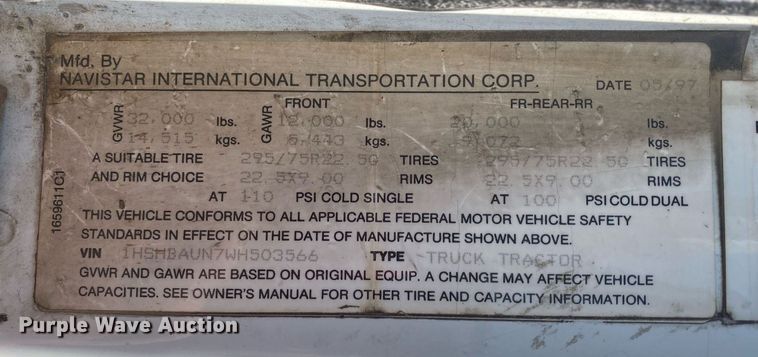 Mfd. By
NAVISTAR INTERNATIONAL TRANSPORTATION CORP. DATE 05/97
FRONT FR-REAR-RR
GVWR 32,000 lbs. GAWR 12,000 lbs. 20,000 lbs.
14,515 kgs. 5,443 kgs. 9,072 kgs.
A SUITABLE TIRE 295/75R22.5G TIRES 295/75R22.5G TIRES
AND RIM CHOICE 22.5X9.00 RIMS 22.5X9.00 RIMS
AT 110 PSI COLD SINGLE AT 100 PSI COLD DUAL
THIS VEHICLE CONFORMS TO ALL APPLICABLE FEDERAL MOTOR VEHICLE SAFETY
STANDARDS IN EFFECT ON THE DATE OF MANUFACTURE SHOWN ABOVE.
VIN 1HSHBAUN7WH503566 TYPE TRUCK TRACTOR
GVWR AND GAWR ARE BASED ON ORIGINAL EQUIP. A CHANGE MAY AFFECT VEHICLE
CAPACITIES. SEE OWNER'S MANUAL FOR OTHER TIRE AND CAPACITY INFORMATION.
1659611C1
Purple Wave Auction